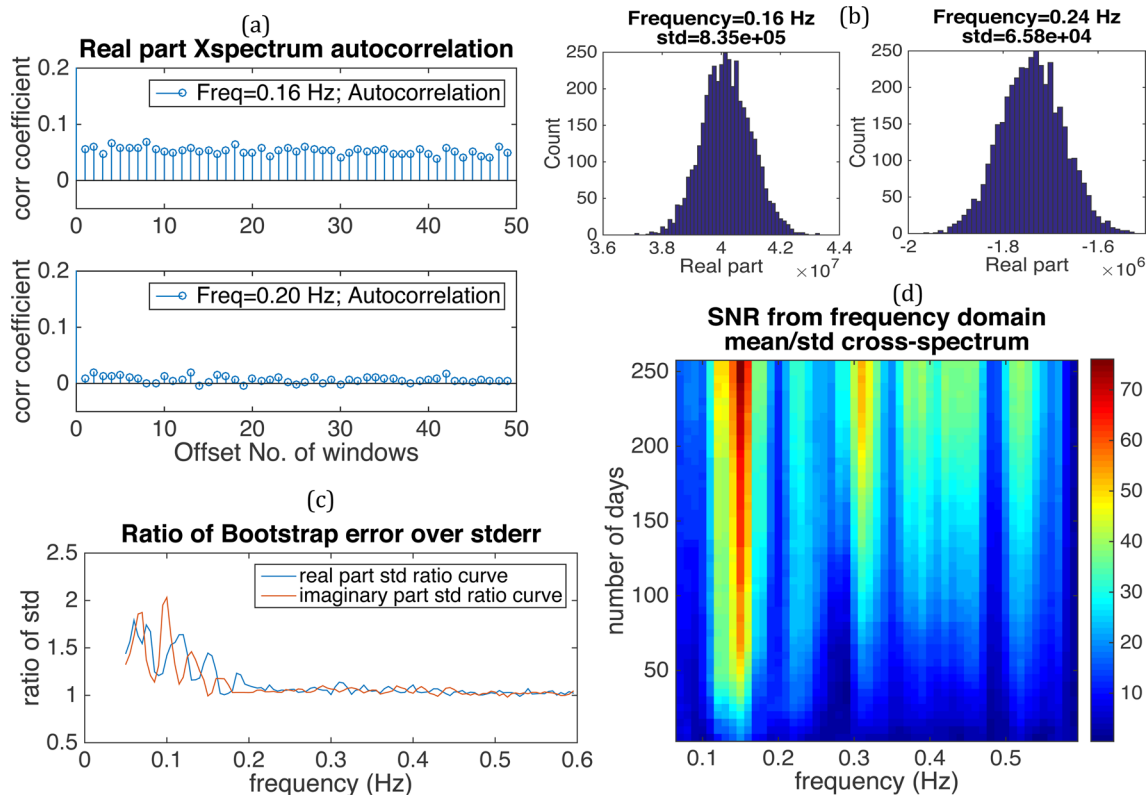 (a)
Real part Xspectrum autocorrelation
corr coefficient
0.2
0.1
0
Freq=0.16 Hz; Autocorrelation
0 10 20 30 40 50
corr coefficient
0.2
0.1
0
Freq=0.20 Hz; Autocorrelation
0 10 20 30 40 50
Offset No. of windows
(b)
Frequency=0.16 Hz
std=8.35e+05
Count
250
200
150
100
50
0
3.6 3.8 4 4.2 4.4
Real part
×10^7
Frequency=0.24 Hz
std=6.58e+04
Count
250
200
150
100
50
0
-2 -1.8 -1.6
Real part
×10^6
(c)
Ratio of Bootstrap error over stderr
ratio of std
2.5
2
1.5
1
0.5
real part std ratio curve
imaginary part std ratio curve
0 0.1 0.2 0.3 0.4 0.5 0.6
frequency (Hz)
(d)
SNR from frequency domain
mean/std cross-spectrum
number of days
250
200
150
100
50
0.1 0.2 0.3 0.4 0.5
frequency (Hz)
70
60
50
40
30
20
10